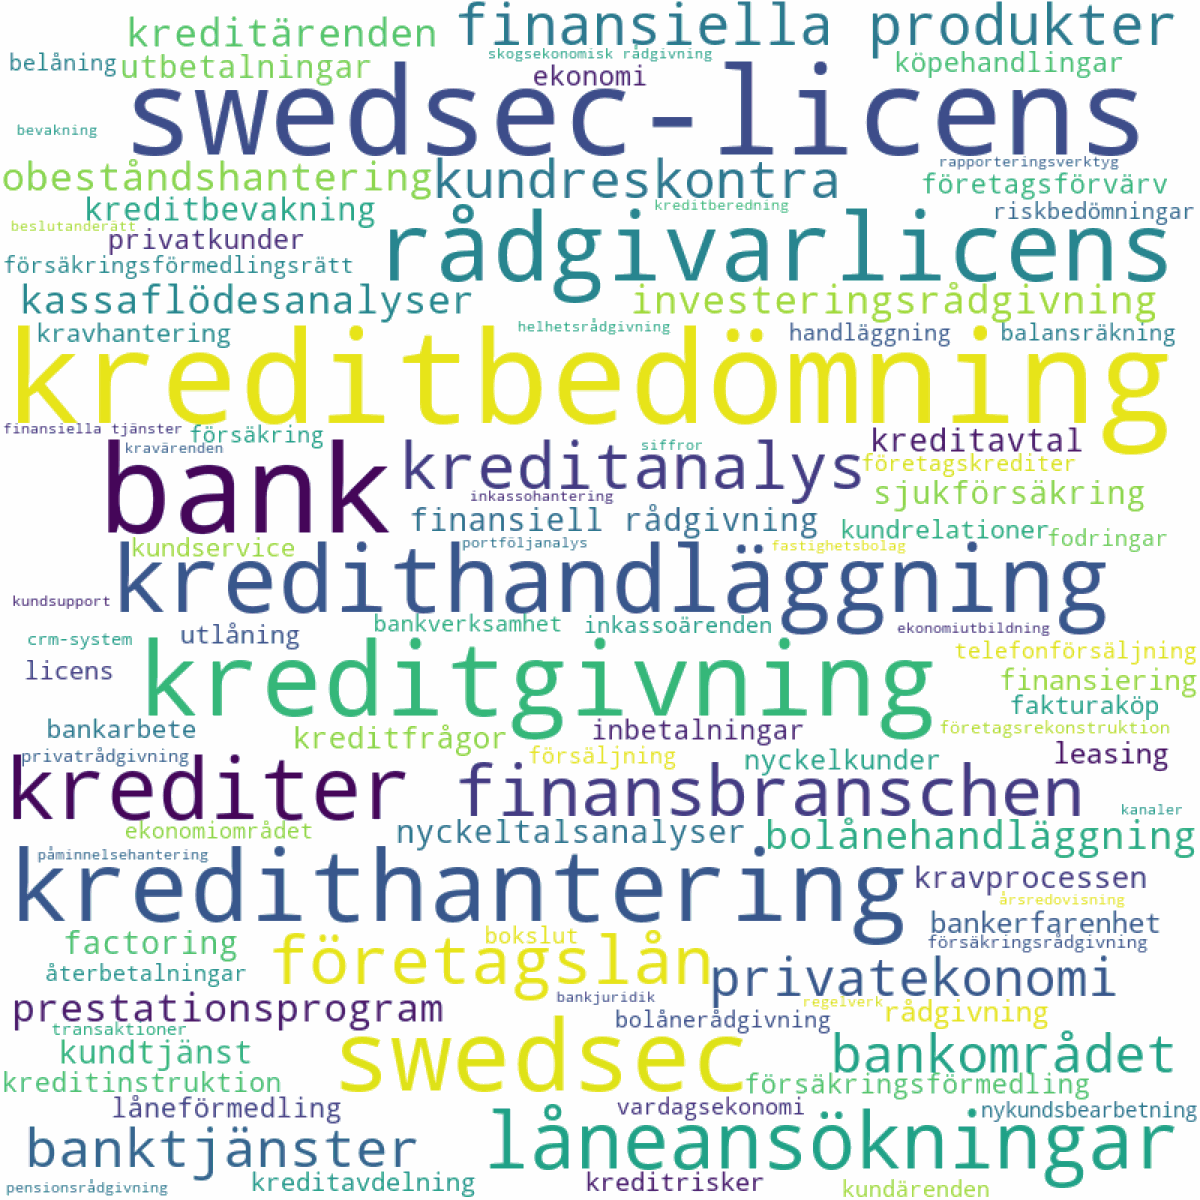 kreditärenden
finansiella produkter
skogsekonomisk rådgivning
belåning
utbetalningar
ekonomi
köpehandlingar
swedsec-licens
bevakning
rapporteringsverktyg
obeståndshantering
kundreskontra
företagsförvärv
kreditbevakning
kreditberedning
riskbedömningar
beslutanderätt
privatkunder
rådgivarlicens
försäkringsförmedlingsrätt
kassaflödesanalyser
investeringsrådgivning
kravhantering
helhetsrådgivning
handläggning
balansräkning
kreditbedömning
finansiella tjänster
försäkring
kravärenden
siffror
kreditavtal
bank
kreditanalys
företagskrediter
inkassohantering
sjukförsäkring
finansiell rådgivning
kundrelationer
fodringar
kundservice
portföljanalys
fastighetsbolag
kredithandläggning
kundsupport
crm-system
utlåning
bankverksamhet
inkassoärenden
ekonomiutbildning
licens
kreditgivning
telefonförsäljning
finansiering
fakturaköp
bankarbete
kreditfrågor
inbetalningar
företagsrekonstruktion
privatrådgivning
försäljning
nyckelkunder
leasing
krediter
finansbranschen
kanaler
ekonomiområdet
nyckeltalsanalyser
bolånehandläggning
påminnelsehantering
kredithantering
kravprocessen
årsredovisning
bankerfarenhet
factoring
bokslut
försäkringsrådgivning
företagslån
återbetalningar
privatekonomi
prestationsprogram
bankjuridik
regelverk
rådgivning
transaktioner
bolånerådgivning
kundtjänst
swedsec
bankområdet
kreditinstruktion
försäkringsförmedling
låneförmedling
vardagsekonomi
nykundsbearbetning
banktjänster
låneansökningar
pensionsrådgivning
kreditavdelning
kreditrisker
kundärenden